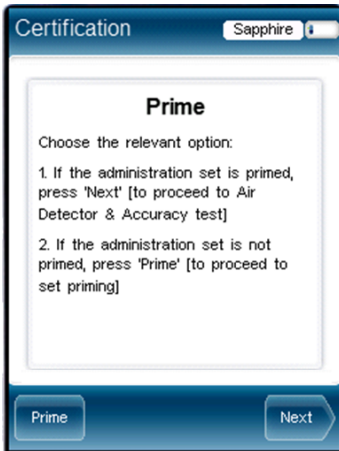 Certification
Sapphire
Prime
Choose the relevant option:
1. If the administration set is primed,
press 'Next' [to proceed to Air
Detector & Accuracy test]
2. If the administration set is not
primed, press 'Prime' [to proceed to
set priming]
Prime
Next